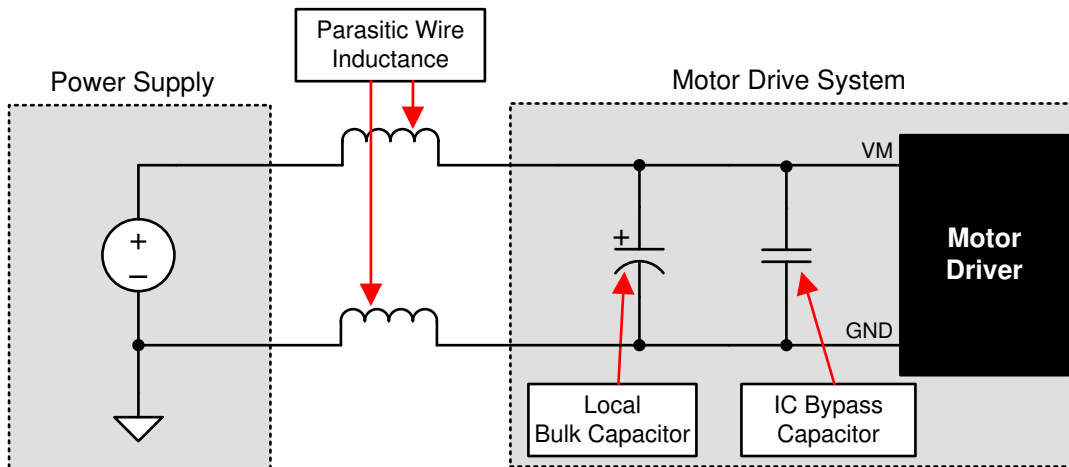 Parasitic Wire
Inductance
Power Supply
Motor Drive System
VM
+
–
+
Motor
Driver
GND
Local
Bulk Capacitor
IC Bypass
Capacitor